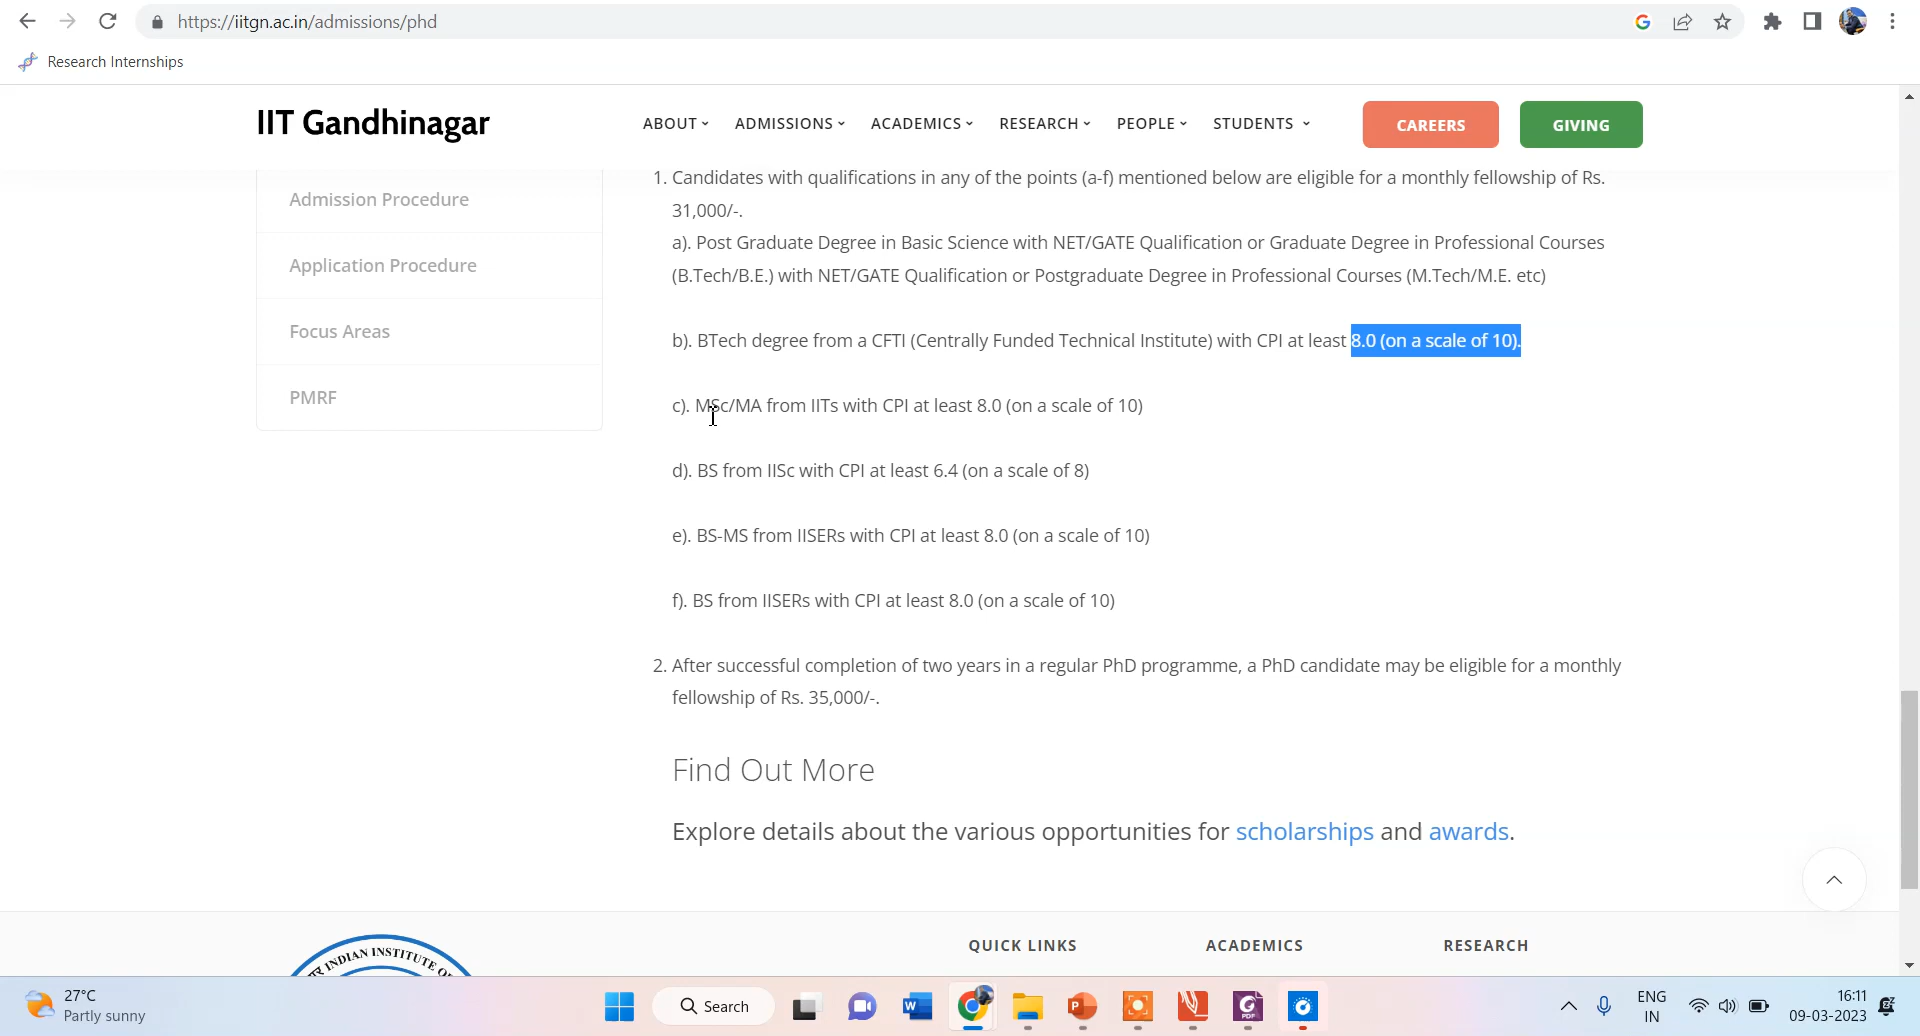 https://iitgn.ac.in/admissions/phd
Research Internships
IIT Gandhinagar
ABOUT ADMISSIONS ACADEMICS RESEARCH PEOPLE STUDENTS CAREERS GIVING
Admission Procedure
Application Procedure
Focus Areas
PMRF
1. Candidates with qualifications in any of the points (a-f) mentioned below are eligible for a monthly fellowship of Rs.
31,000/-.
a). Post Graduate Degree in Basic Science with NET/GATE Qualification or Graduate Degree in Professional Courses
(B.Tech/B.E.) with NET/GATE Qualification or Postgraduate Degree in Professional Courses (M.Tech/M.E. etc)
b). BTech degree from a CFTI (Centrally Funded Technical Institute) with CPI at least 8.0 (on a scale of 10).
c). MSc/MA from IITs with CPI at least 8.0 (on a scale of 10)
d). BS from IISc with CPI at least 6.4 (on a scale of 8)
e). BS-MS from IISERs with CPI at least 8.0 (on a scale of 10)
f). BS from IISERs with CPI at least 8.0 (on a scale of 10)
2. After successful completion of two years in a regular PhD programme, a PhD candidate may be eligible for a monthly
fellowship of Rs. 35,000/-.
Find Out More
Explore details about the various opportunities for scholarships and awards.
INDIAN INSTITUTE
QUICK LINKS ACADEMICS RESEARCH
27°C
Partly sunny
Search
ENG
IN
16:11
09-03-2023